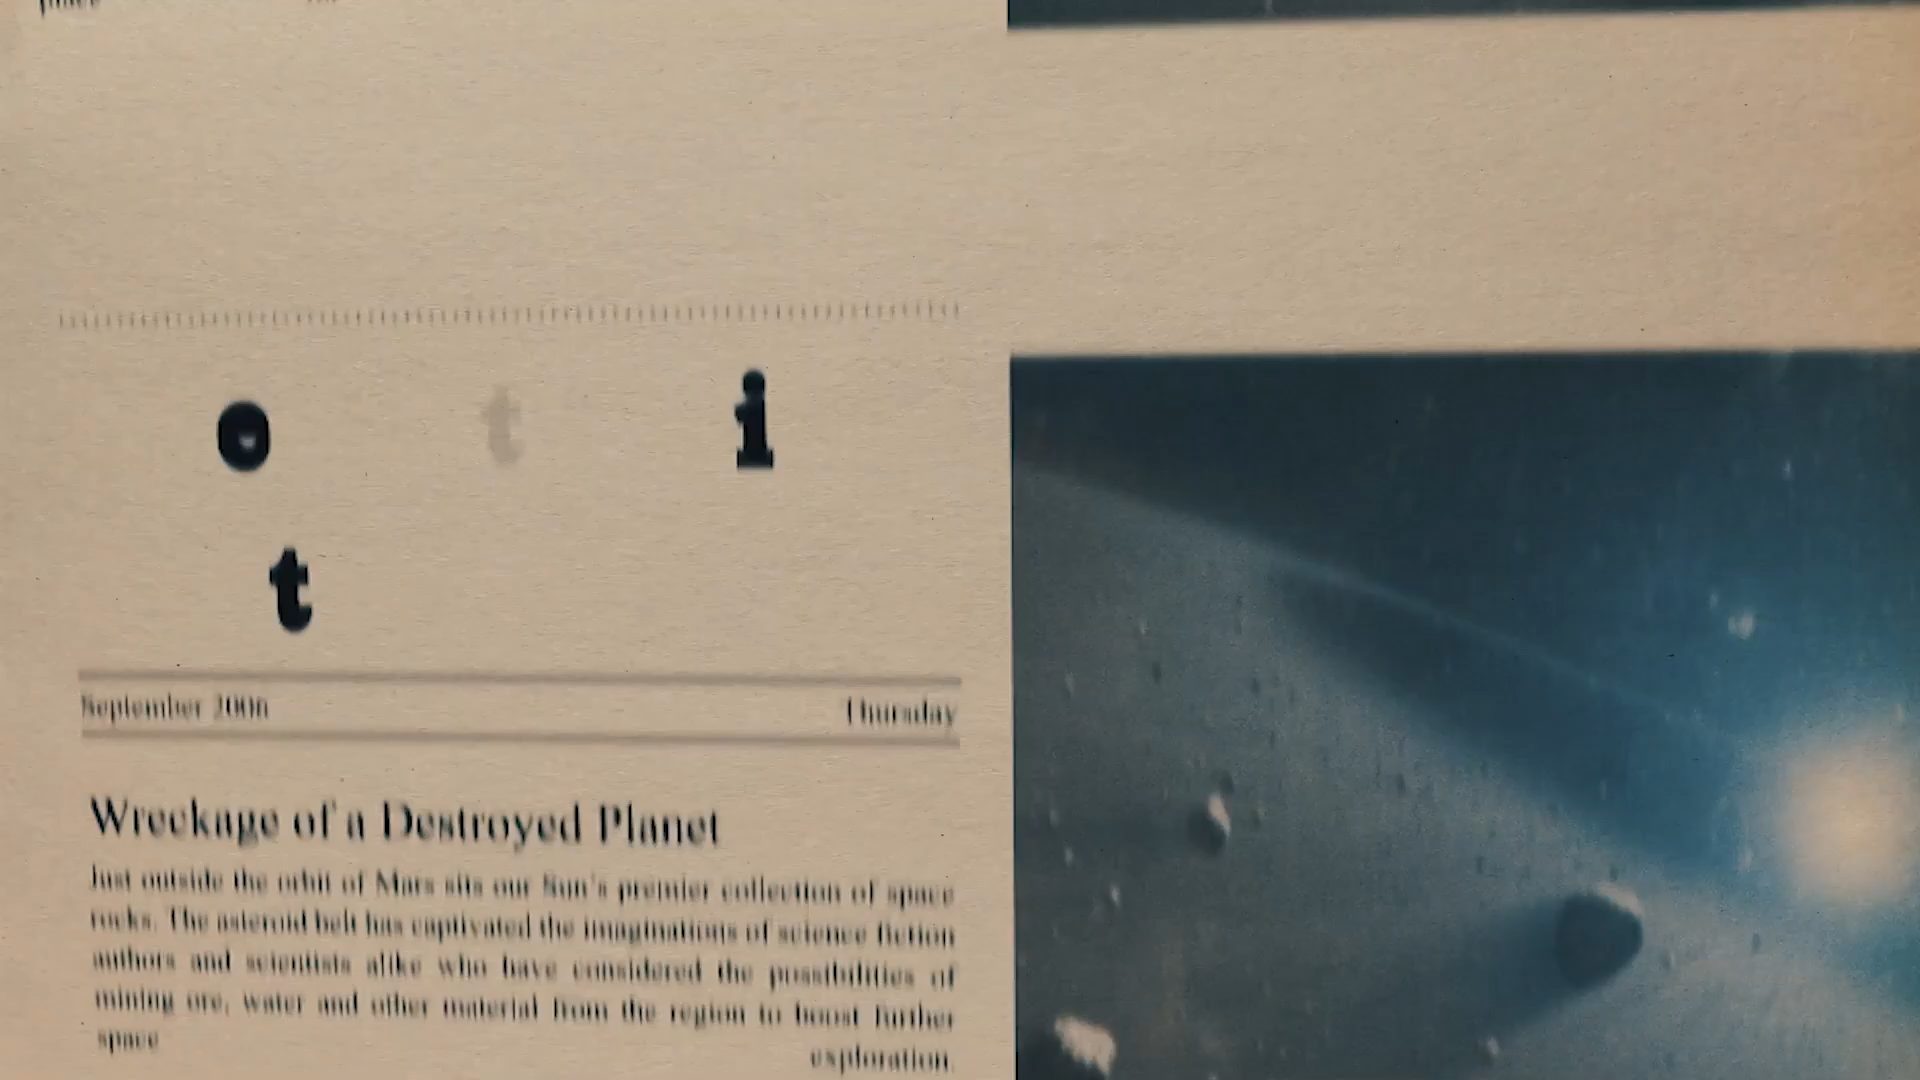 place
o t i
t
September 2006 Thursday
Wreckage of a Destroyed Planet
Just outside the orbit of Mars sits our Sun's premier collection of space
rocks. The asteroid belt has captivated the imaginations of science fiction
authors and scientists alike who have considered the possibilities of
mining ore, water and other material from the region to boost further
space exploration.